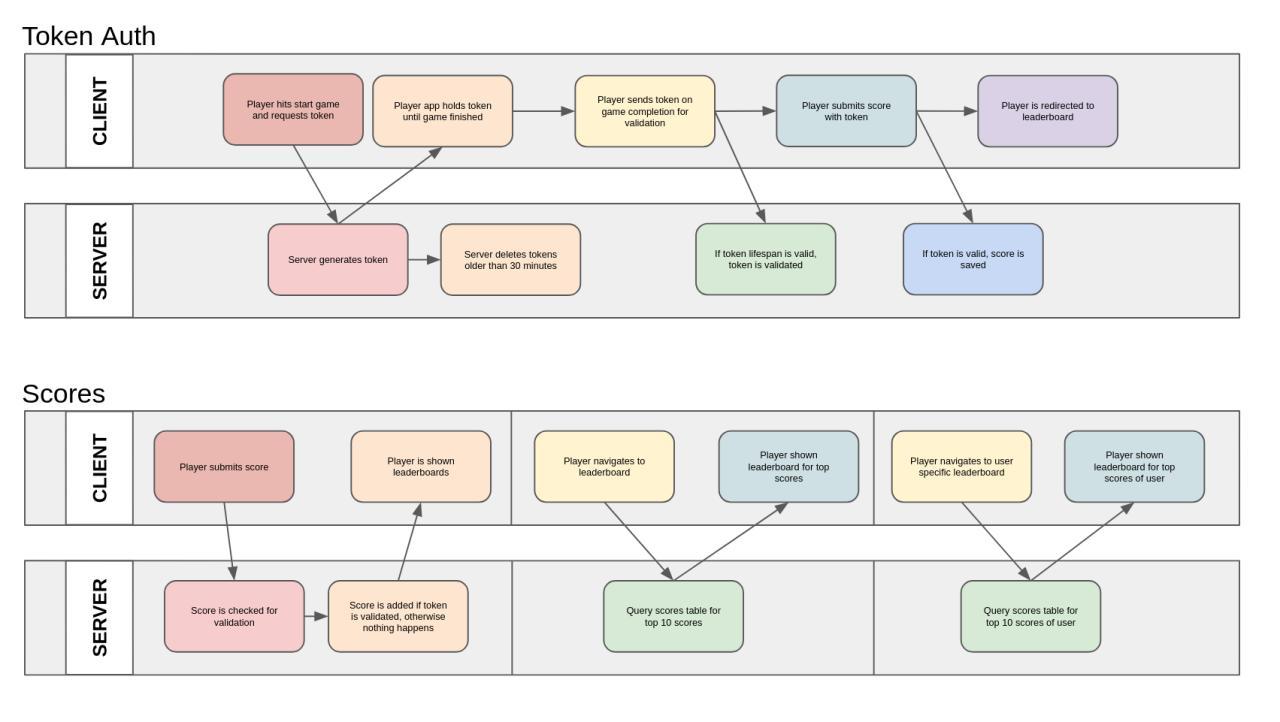 Token Auth
CLIENT
Player hits start game
and requests token
Player app holds token
until game finished
Player sends token on
game completion for
validation
Player submits score
with token
Player is redirected to
leaderboard
SERVER
Server generates token
Server deletes tokens
older than 30 minutes
If token lifespan is valid,
token is validated
If token is valid, score is
saved
Scores
CLIENT
Player submits score
Player is shown
leaderboards
Player navigates to
leaderboard
Player shown
leaderboard for top
scores
Player navigates to user
specific leaderboard
Player shown
leaderboard for top
scores of user
SERVER
Score is checked for
validation
Score is added if token
is validated, otherwise
nothing happens
Query scores table for
top 10 scores
Query scores table for
top 10 scores of user